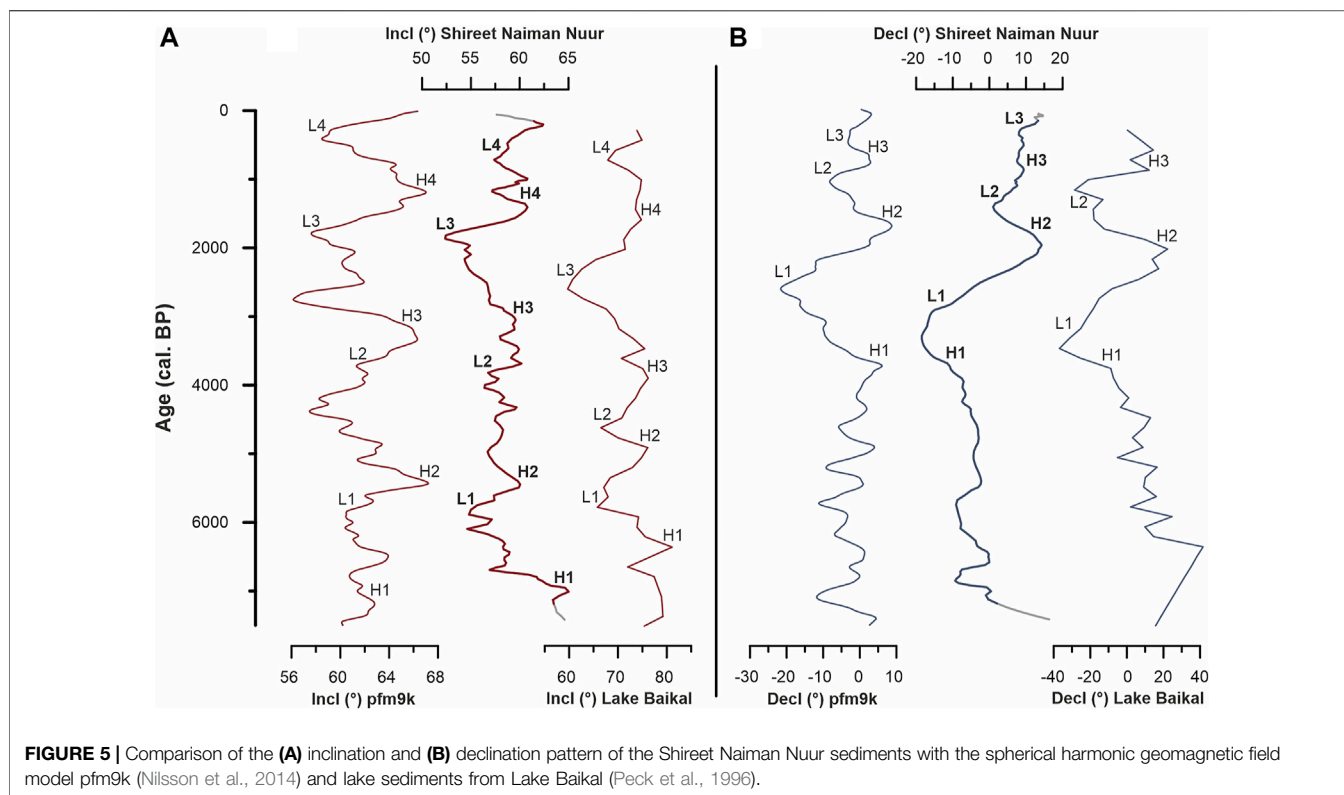 A
Incl (°) Shireet Naiman Nuur
50 55 60 65
B
Decl (°) Shireet Naiman Nuur
-20 -10 0 10 20
Age (cal. BP)
0
2000
4000
6000
L4
H4
L3
H3
L2
H2
L1
H1
L4
H4
L3
H3
L2
H2
L1
H1
L4
H4
L3
H3
L2
H2
L1
H1
L3
H3
L2
H2
L1
H1
L3
H3
L2
H2
L1
H1
H3
L2
H2
L1
H1
56 60 64 68
Incl (°) pfm9k
60 70 80
Incl (°) Lake Baikal
-30 -20 -10 0 10
Decl (°) pfm9k
-40 -20 0 20 40
Decl (°) Lake Baikal
FIGURE 5 | Comparison of the (A) inclination and (B) declination pattern of the Shireet Naiman Nuur sediments with the spherical harmonic geomagnetic field
model pfm9k (Nilsson et al., 2014) and lake sediments from Lake Baikal (Peck et al., 1996).